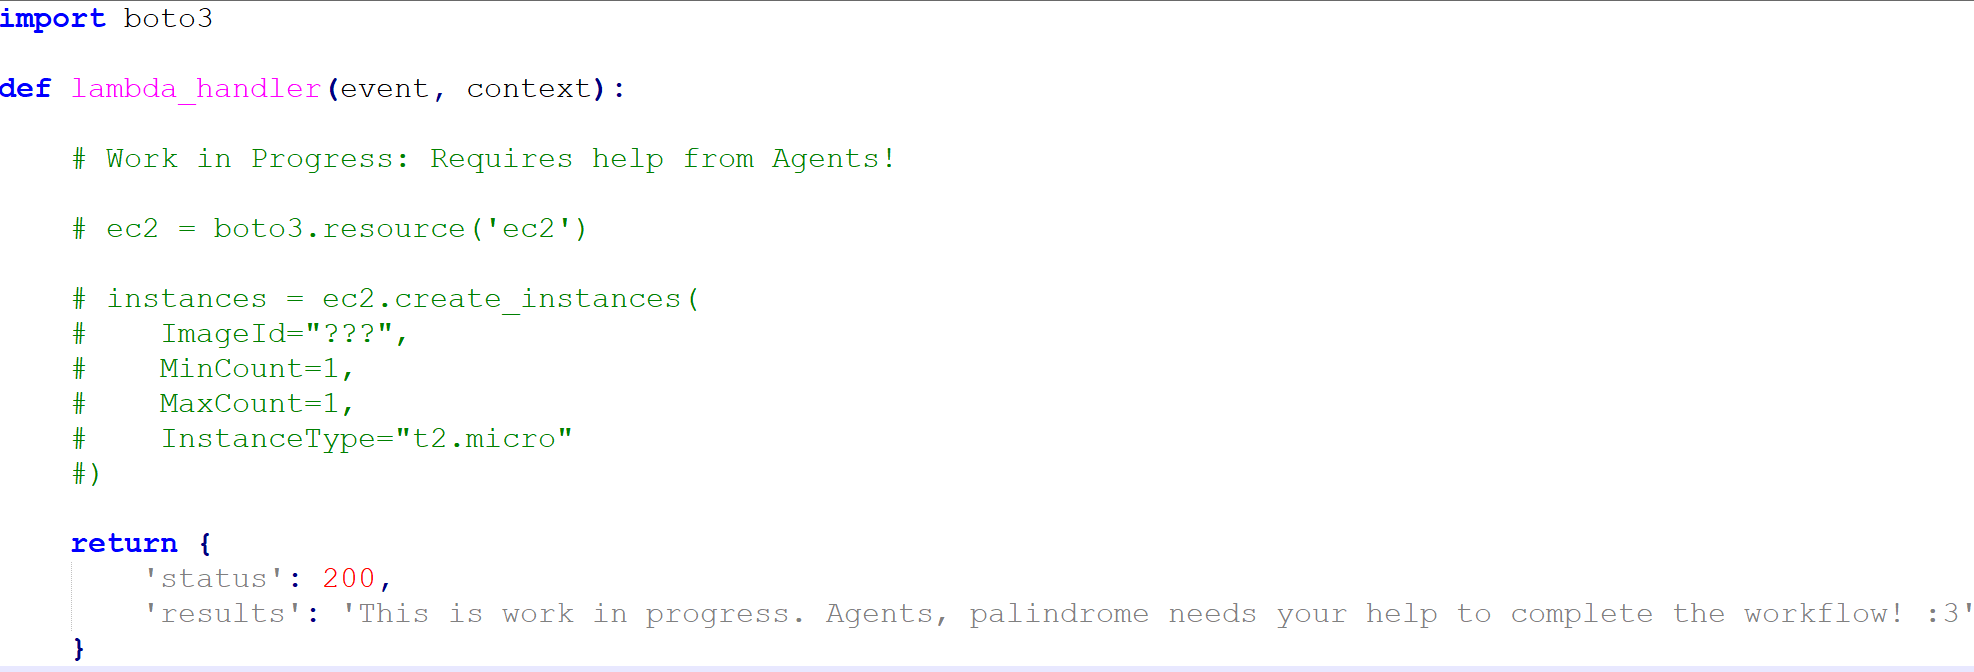 import boto3
def lambda_handler(event, context):
# Work in Progress: Requires help from Agents!
# ec2 = boto3.resource('ec2')
# instances = ec2.create_instances(
#    ImageId="???",
#    MinCount=1,
#    MaxCount=1,
#    InstanceType="t2.micro"
#)
return {
'status': 200,
'results': 'This is work in progress. Agents, palindrome needs your help to complete the workflow! :3'
}